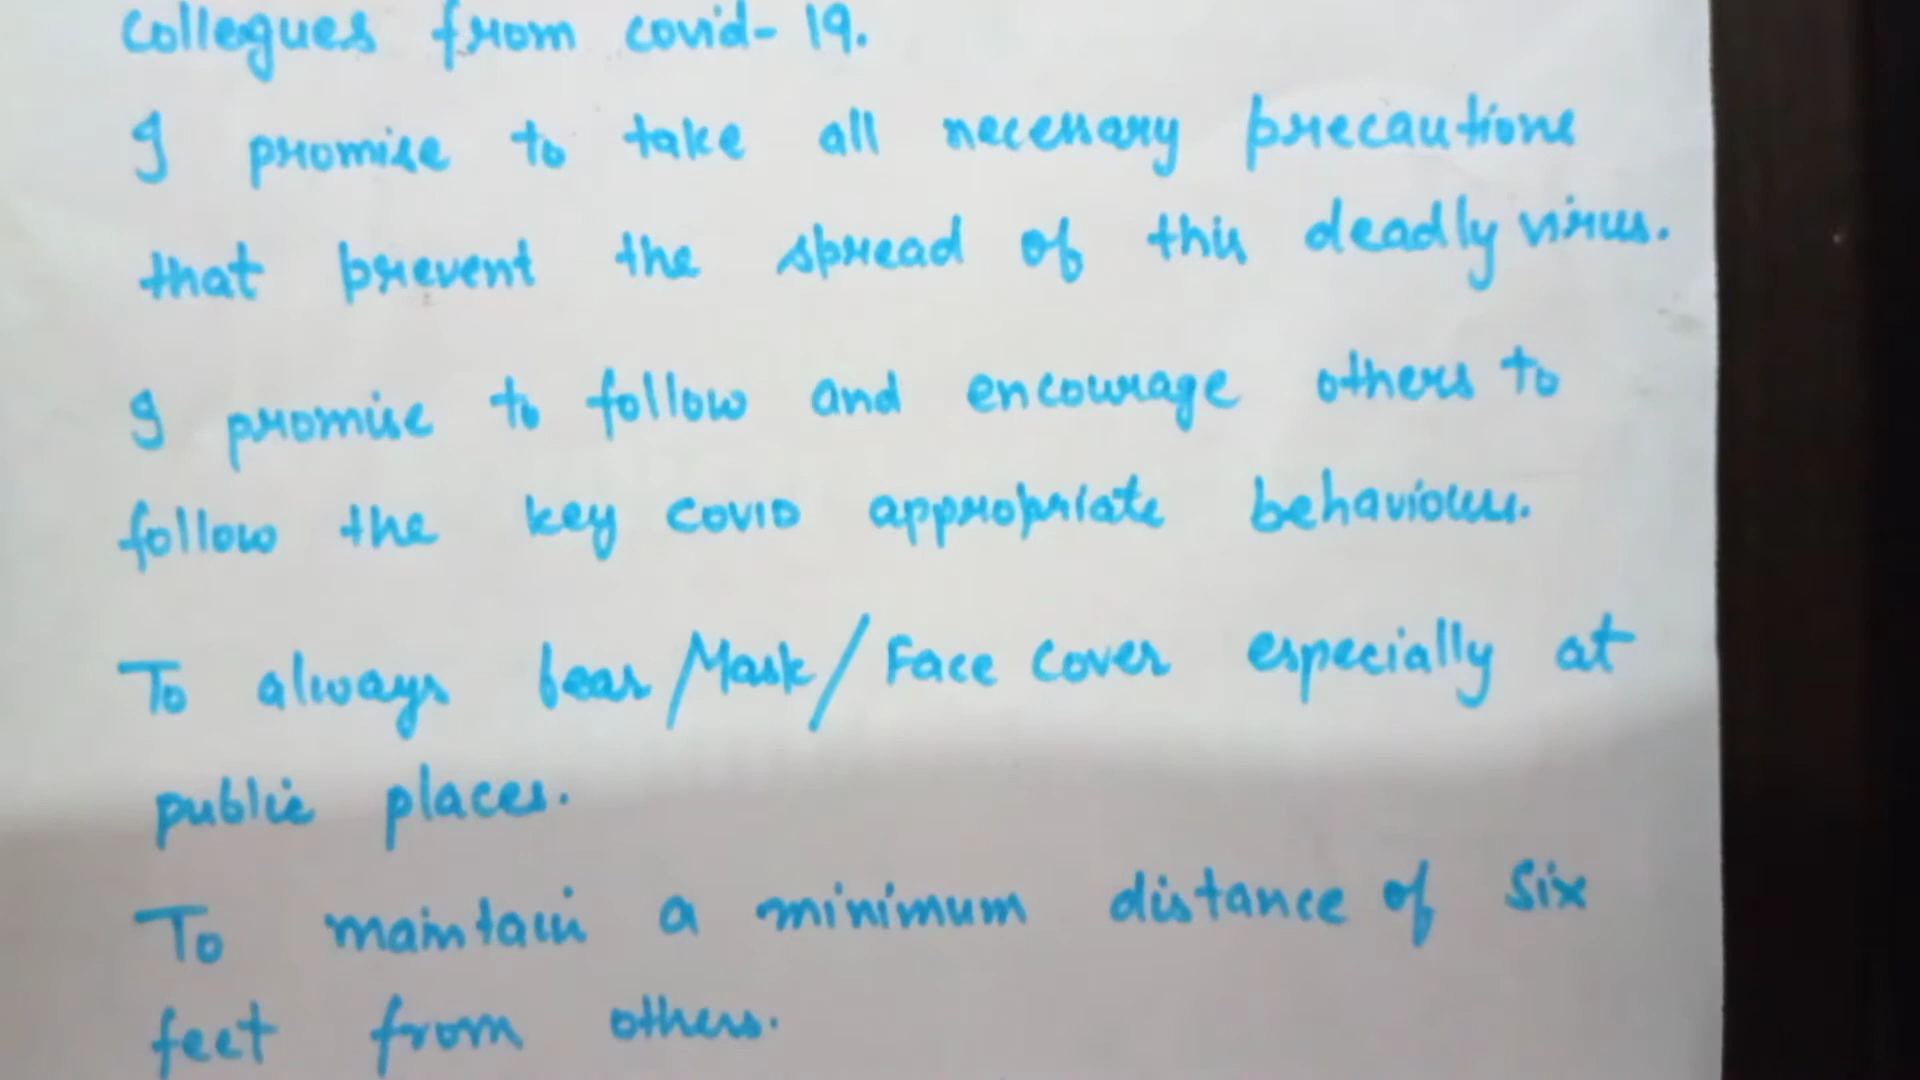 collegues from covid-19.
I promise to take all necessary precautions
that prevent the spread of this deadly virus.
I promise to follow and encourage others to
follow the key COVID appropriate behaviour.
To always bear/Mask/Face cover especially at
public places.
To maintain a minimum distance of six
feet from others.